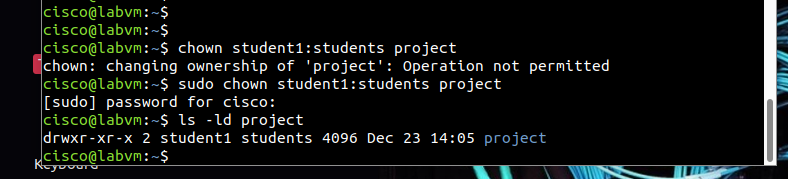 cisco@labvm:~$
cisco@labvm:~$
cisco@labvm:~$ chown student1:students project
chown: changing ownership of 'project': Operation not permitted
cisco@labvm:~$ sudo chown student1:students project
[sudo] password for cisco:
cisco@labvm:~$ ls -ld project
drwxr-xr-x 2 student1 students 4096 Dec 23 14:05 project
cisco@labvm:~$
Keyboard